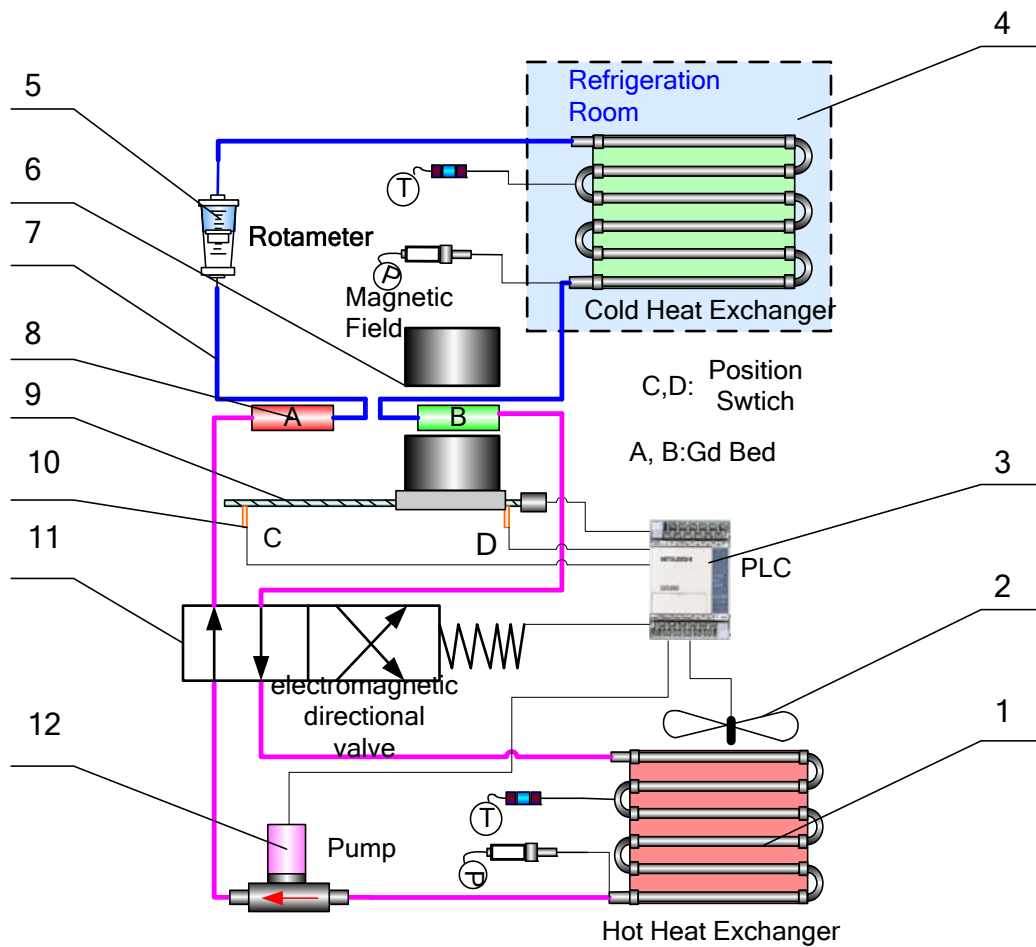 4
Refrigeration
Room
5
T
6
Rotameter
7
P
Magnetic
Field
Cold Heat Exchanger
8
C,D: Position
Swtich
9
A
B
A, B:Gd Bed
10
3
C
D
11
PLC
2
electromagnetic
directional
valve
12
1
T
Pump
P
Hot Heat Exchanger